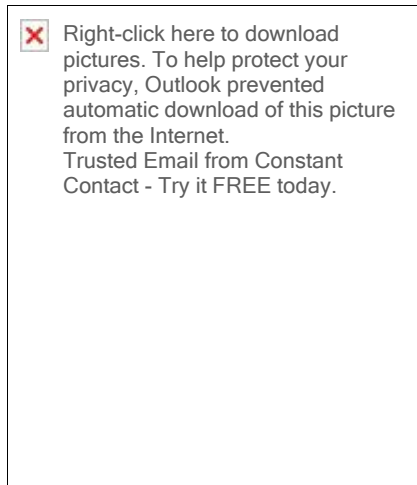 Right-click here to download
pictures. To help protect your
privacy, Outlook prevented
automatic download of this picture
from the Internet.
Trusted Email from Constant
Contact - Try it FREE today.